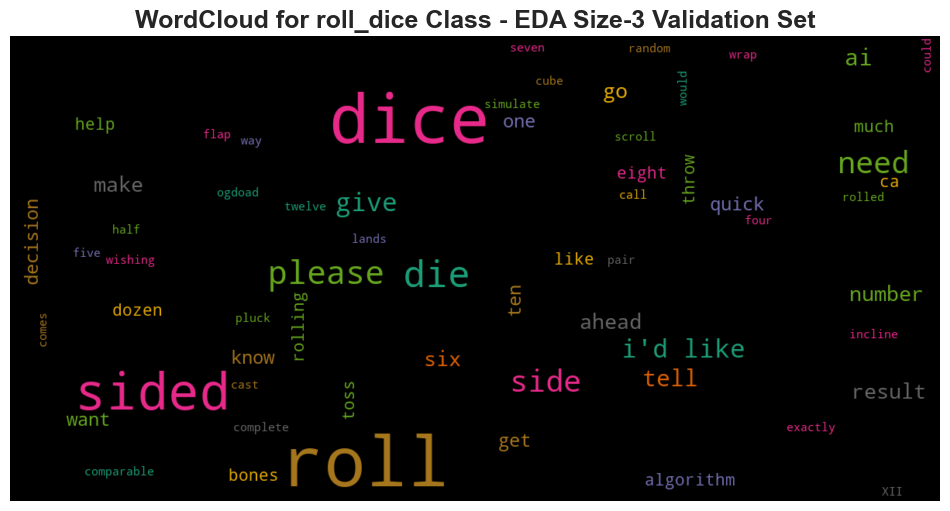 WordCloud for roll_dice Class - EDA Size-3 Validation Set
seven
random
wrap
could
ai
cube
simulate
go
would
dice
one
help
flap
way
scroll
much
make
ogdoad
twelve
give
eight
call
throw
quick
four
need
ca
rolled
decision
half
five
wishing
lands
like
pair
please
die
comes
dozen
pluck
rolling
ten
ahead
number
incline
know
six
i'd like
sided
cast
toss
side
tell
result
want
complete
exactly
comparable
bones
roll
get
algorithm
XII